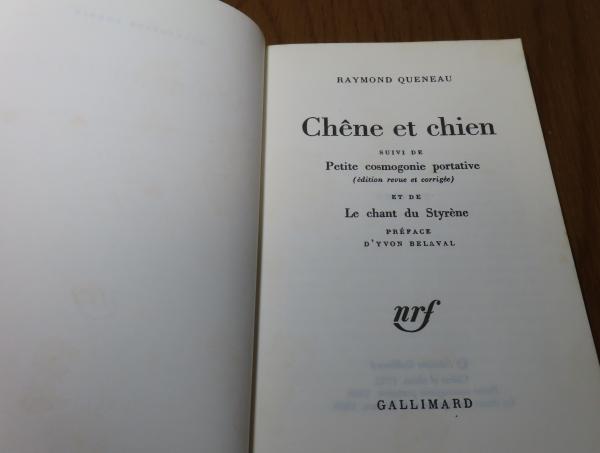 RAYMOND QUENEAU
Chêne et chien
SUIVI DE
Petite cosmogonie portative
(édition revue et corrigée)
ET DE
Le chant du Styrène
PRÉFACE
D'YVON BELAVAL
nrf
GALLIMARD